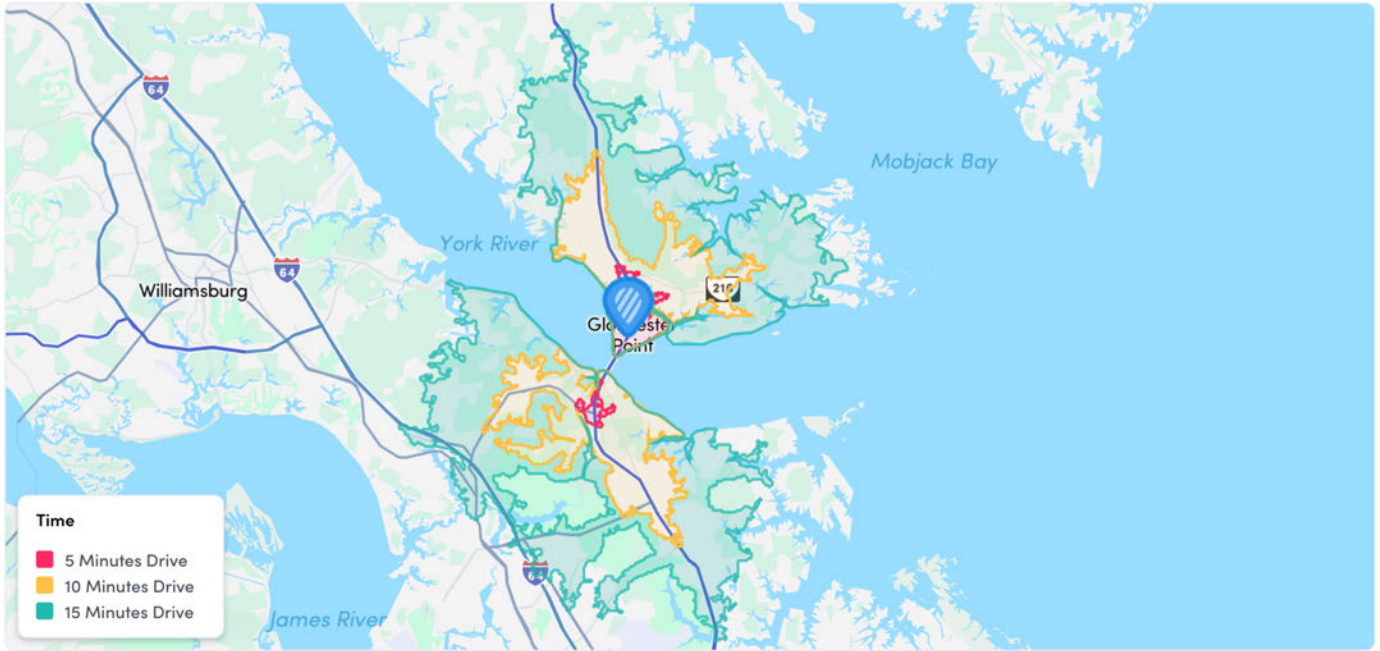 64
Mobjack Bay
York River
64
Williamsburg
216
Gloucester
Point
Time
5 Minutes Drive
10 Minutes Drive
15 Minutes Drive
64
James River